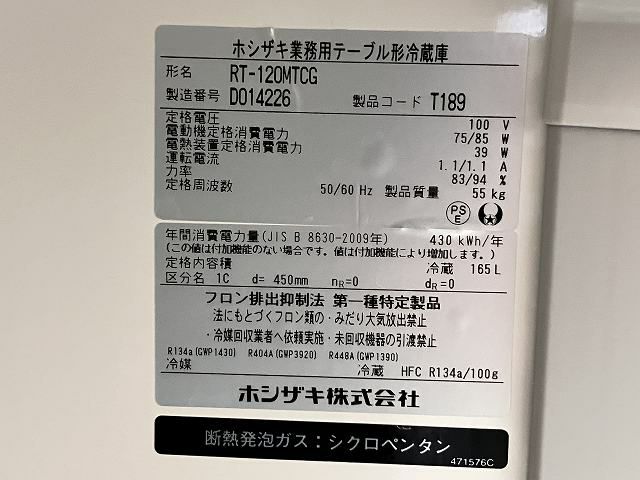 ホシザキ業務用テーブル形冷蔵庫
形名 RT-120MTCG
製造番号 D014226 製品コード T189
定格電圧 100 V
電動機定格消費電力 75/85 W
電熱装置定格消費電力 39 W
運転電流 1.1/1.1 A
力率 83/94 %
定格周波数 50/60 Hz 製品質量 55 kg
PS
E
年間消費電力量(JIS B 8630-2009年) 430 kWh/年
(この値は付加機能のない場合です。値は付加機能などにより増加します。)
定格内容積 冷蔵 165L
区分名 1C d= 450mm nR=0 dR=0
フロン排出抑制法 第一種特定製品
法にもとづくフロン類の・みだり大気放出禁止
・冷媒回収業者へ依頼実施・未回収機器の引渡禁止
R134a(GWP1430) R404A(GWP3920) R448A(GWP1390)
冷媒 冷蔵 HFC R134a/100g
ホシザキ株式会社
断熱発泡ガス：シクロペンタン
471576C